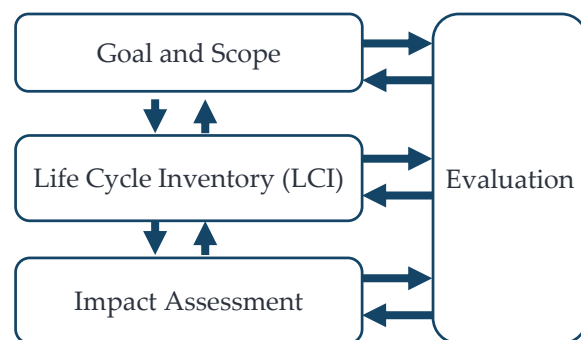 Goal and Scope
Life Cycle Inventory (LCI)
Evaluation
Impact Assessment